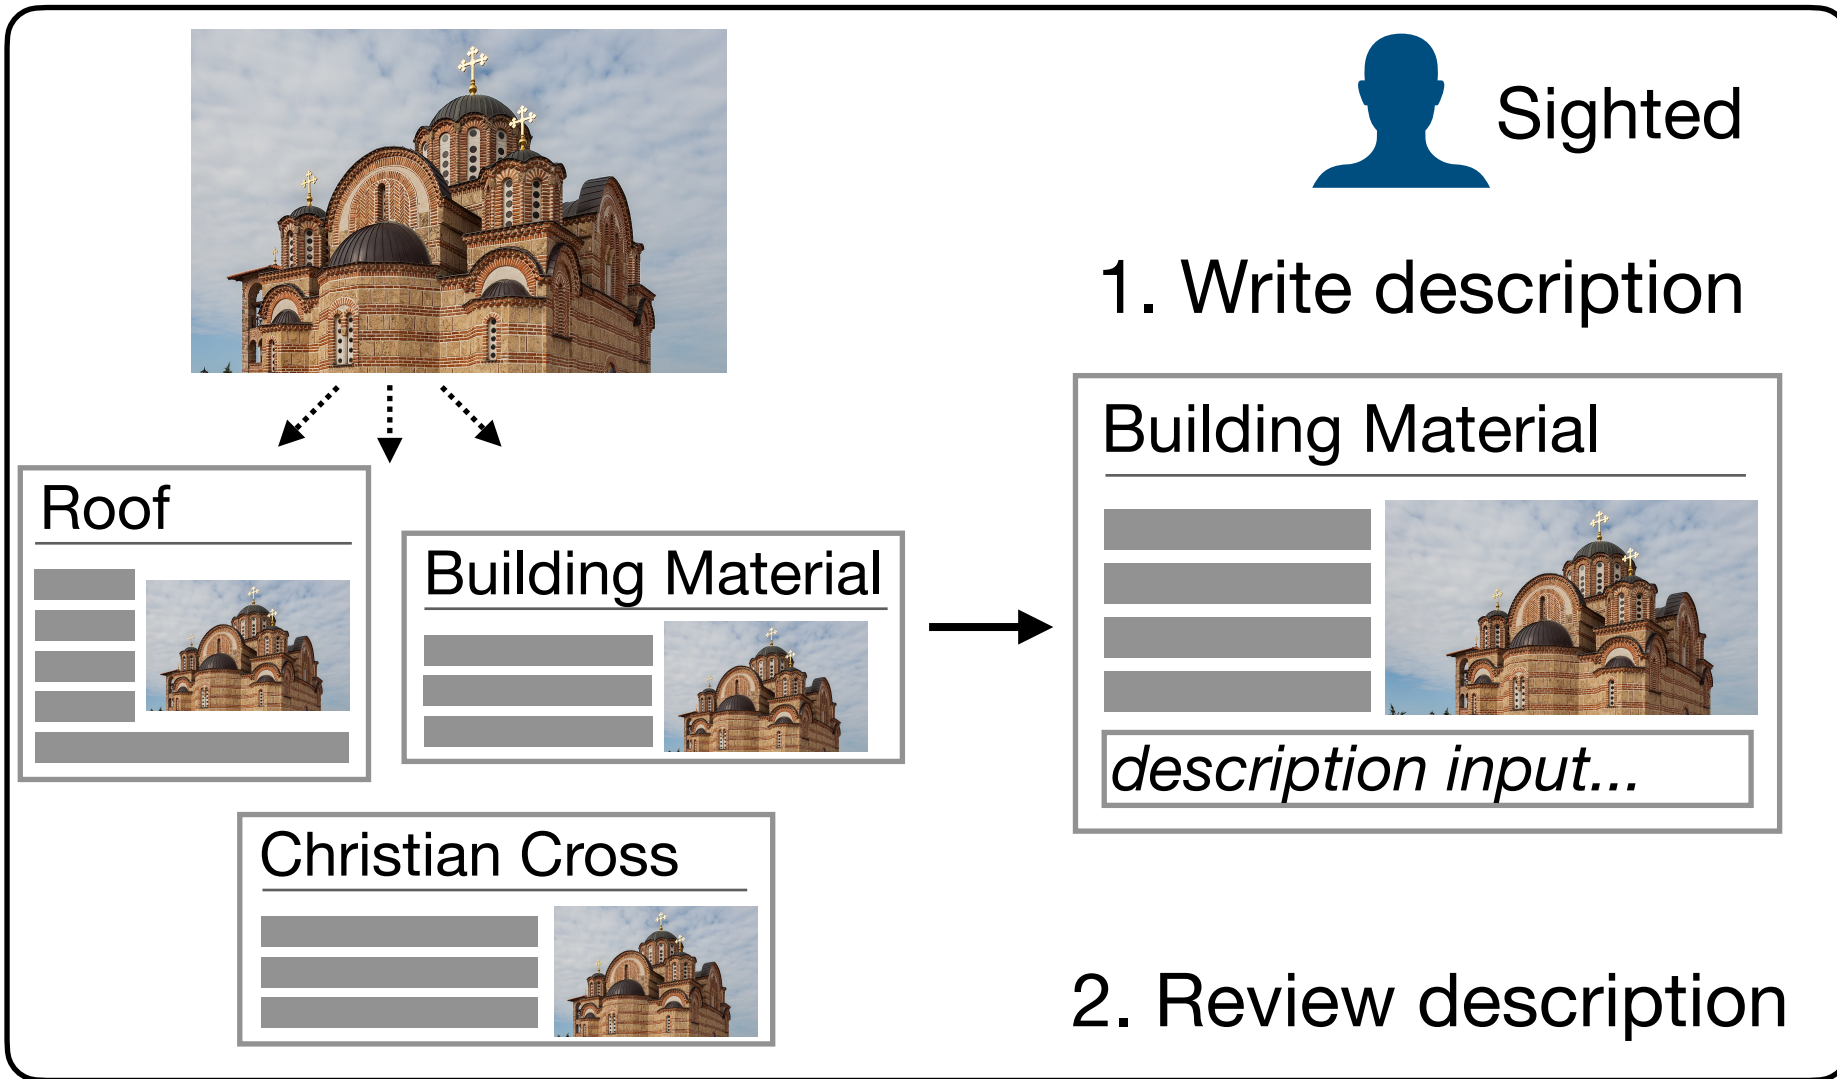 Sighted
1. Write description
Roof
Building Material
Christian Cross
Building Material
description input...
2. Review description